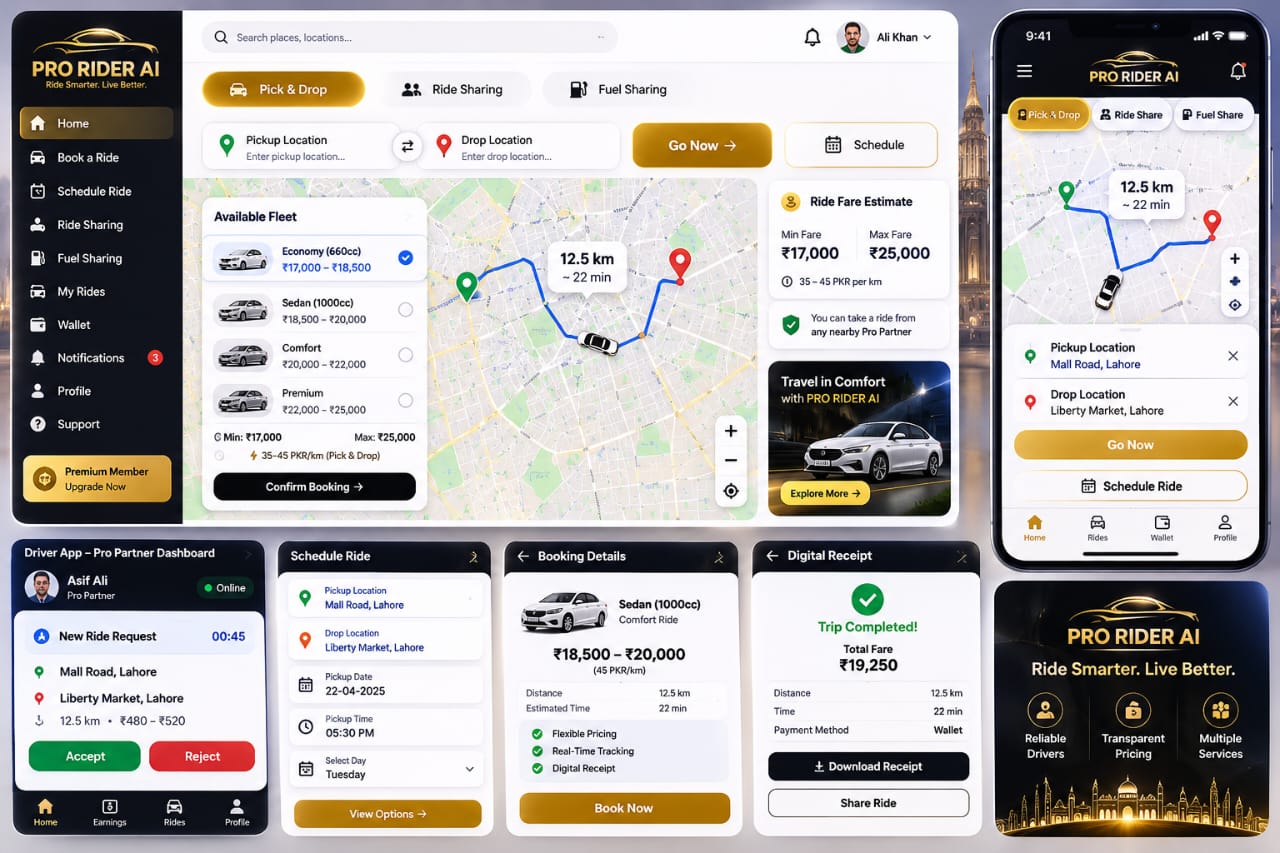 PRO RIDER AI
Ride Smarter. Live Better.
Home
Book a Ride
Schedule Ride
Ride Sharing
Fuel Sharing
My Rides
Wallet
Notifications
3
Profile
Support
Premium Member
Upgrade Now
Search places, locations...
Ali Khan
Pick & Drop
Ride Sharing
Fuel Sharing
Pickup Location
Enter pickup location...
Drop Location
Enter drop location...
Go Now →
Schedule
Available Fleet
Economy (660cc)
₹17,000 – ₹18,500
Sedan (1000cc)
₹18,500 – ₹20,000
Comfort
₹20,000 – ₹22,000
Premium
₹22,000 – ₹25,000
Min: ₹17,000
Max: ₹25,000
35–45 PKR/km (Pick & Drop)
Confirm Booking →
12.5 km
~ 22 min
Ride Fare Estimate
Min Fare
₹17,000
Max Fare
₹25,000
35 – 45 PKR per km
You can take a ride from
any nearby Pro Partner
Travel in Comfort
with PRO RIDER AI
Explore More →
9:41
PRO RIDER AI
Pick & Drop
Ride Share
Fuel Share
12.5 km
~ 22 min
Pickup Location
Mall Road, Lahore
Drop Location
Liberty Market, Lahore
Go Now
Schedule Ride
Home
Rides
Wallet
Profile
Driver App – Pro Partner Dashboard
Asif Ali
Pro Partner
Online
New Ride Request
00:45
Mall Road, Lahore
Liberty Market, Lahore
12.5 km • ₹480 – ₹520
Accept
Reject
Home
Earnings
Rides
Profile
Schedule Ride
Pickup Location
Mall Road, Lahore
Drop Location
Liberty Market, Lahore
Pickup Date
22-04-2025
Pickup Time
05:30 PM
Select Day
Tuesday
View Options →
Booking Details
Sedan (1000cc)
Comfort Ride
₹18,500 – ₹20,000
(45 PKR/km)
Distance
12.5 km
Estimated Time
22 min
Flexible Pricing
Real-Time Tracking
Digital Receipt
Book Now
Digital Receipt
Trip Completed!
Total Fare
₹19,250
Distance
12.5 km
Time
22 min
Payment Method
Wallet
Download Receipt
Share Ride
PRO RIDER AI
Ride Smarter. Live Better.
Reliable
Drivers
Transparent
Pricing
Multiple
Services